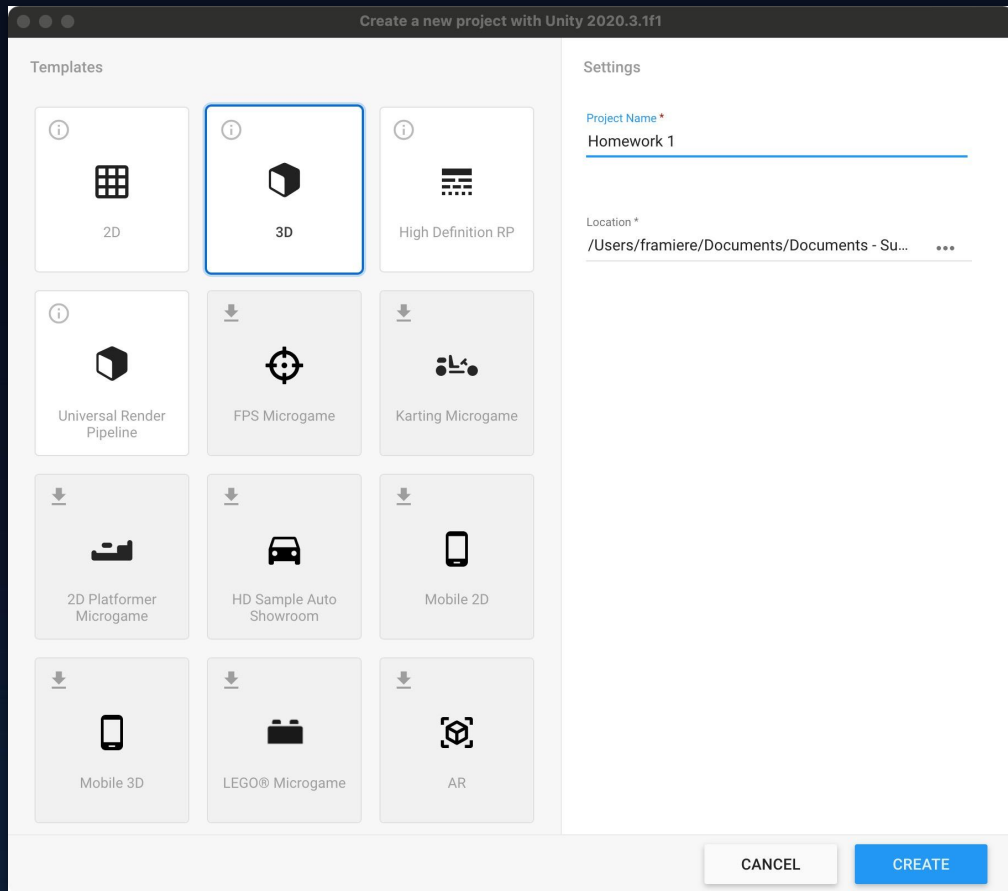 Create a new project with Unity 2020.3.1f1
Templates
2D
3D
High Definition RP
Universal Render
Pipeline
FPS Microgame
Karting Microgame
2D Platformer
Microgame
HD Sample Auto
Showroom
Mobile 2D
Mobile 3D
LEGO® Microgame
AR
Settings
Project Name *
Homework 1
Location *
/Users/framiere/Documents/Documents - Su...
CANCEL
CREATE